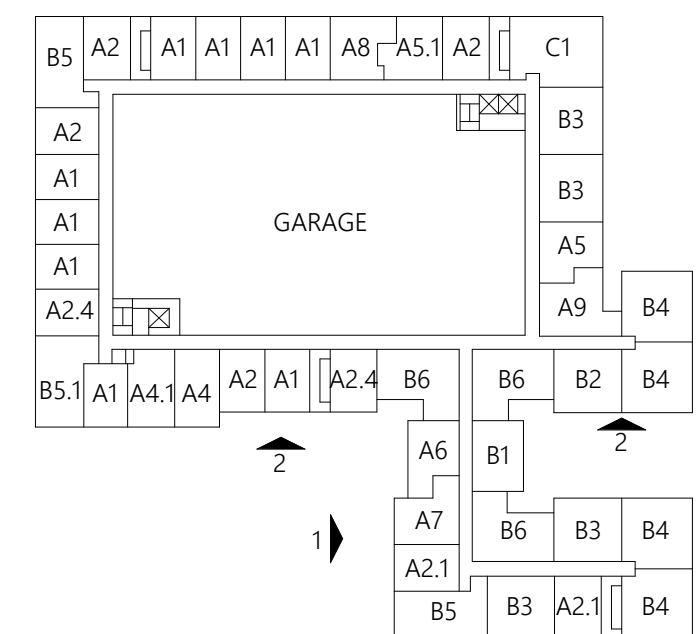 B5 A2 A1 A1 A1 A1 A8 A5.1 A2 C1
A2 B3
A1 B3
A1 GARAGE
A1 A5
A2.4 A9 B4
B5.1 A1 A4.1 A4 A2 A1 A2.4 B6 B6 B2 B4
2 A6 B1 2
1 A7 B6 B3 B4
A2.1
B5 B3 A2.1 B4